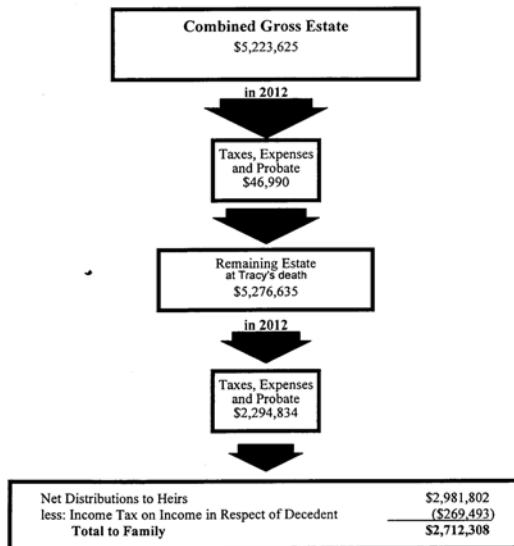 Combined Gross Estate
$5,223,625
in 2012
Taxes, Expenses
and Probate
$46,990
Remaining Estate
at Tracy's death
$5,276,635
in 2012
Taxes, Expenses
and Probate
$2,294,834
Net Distributions to Heirs $2,981,802
less: Income Tax on Income in Respect of Decedent ($269,493)
Total to Family $2,712,308